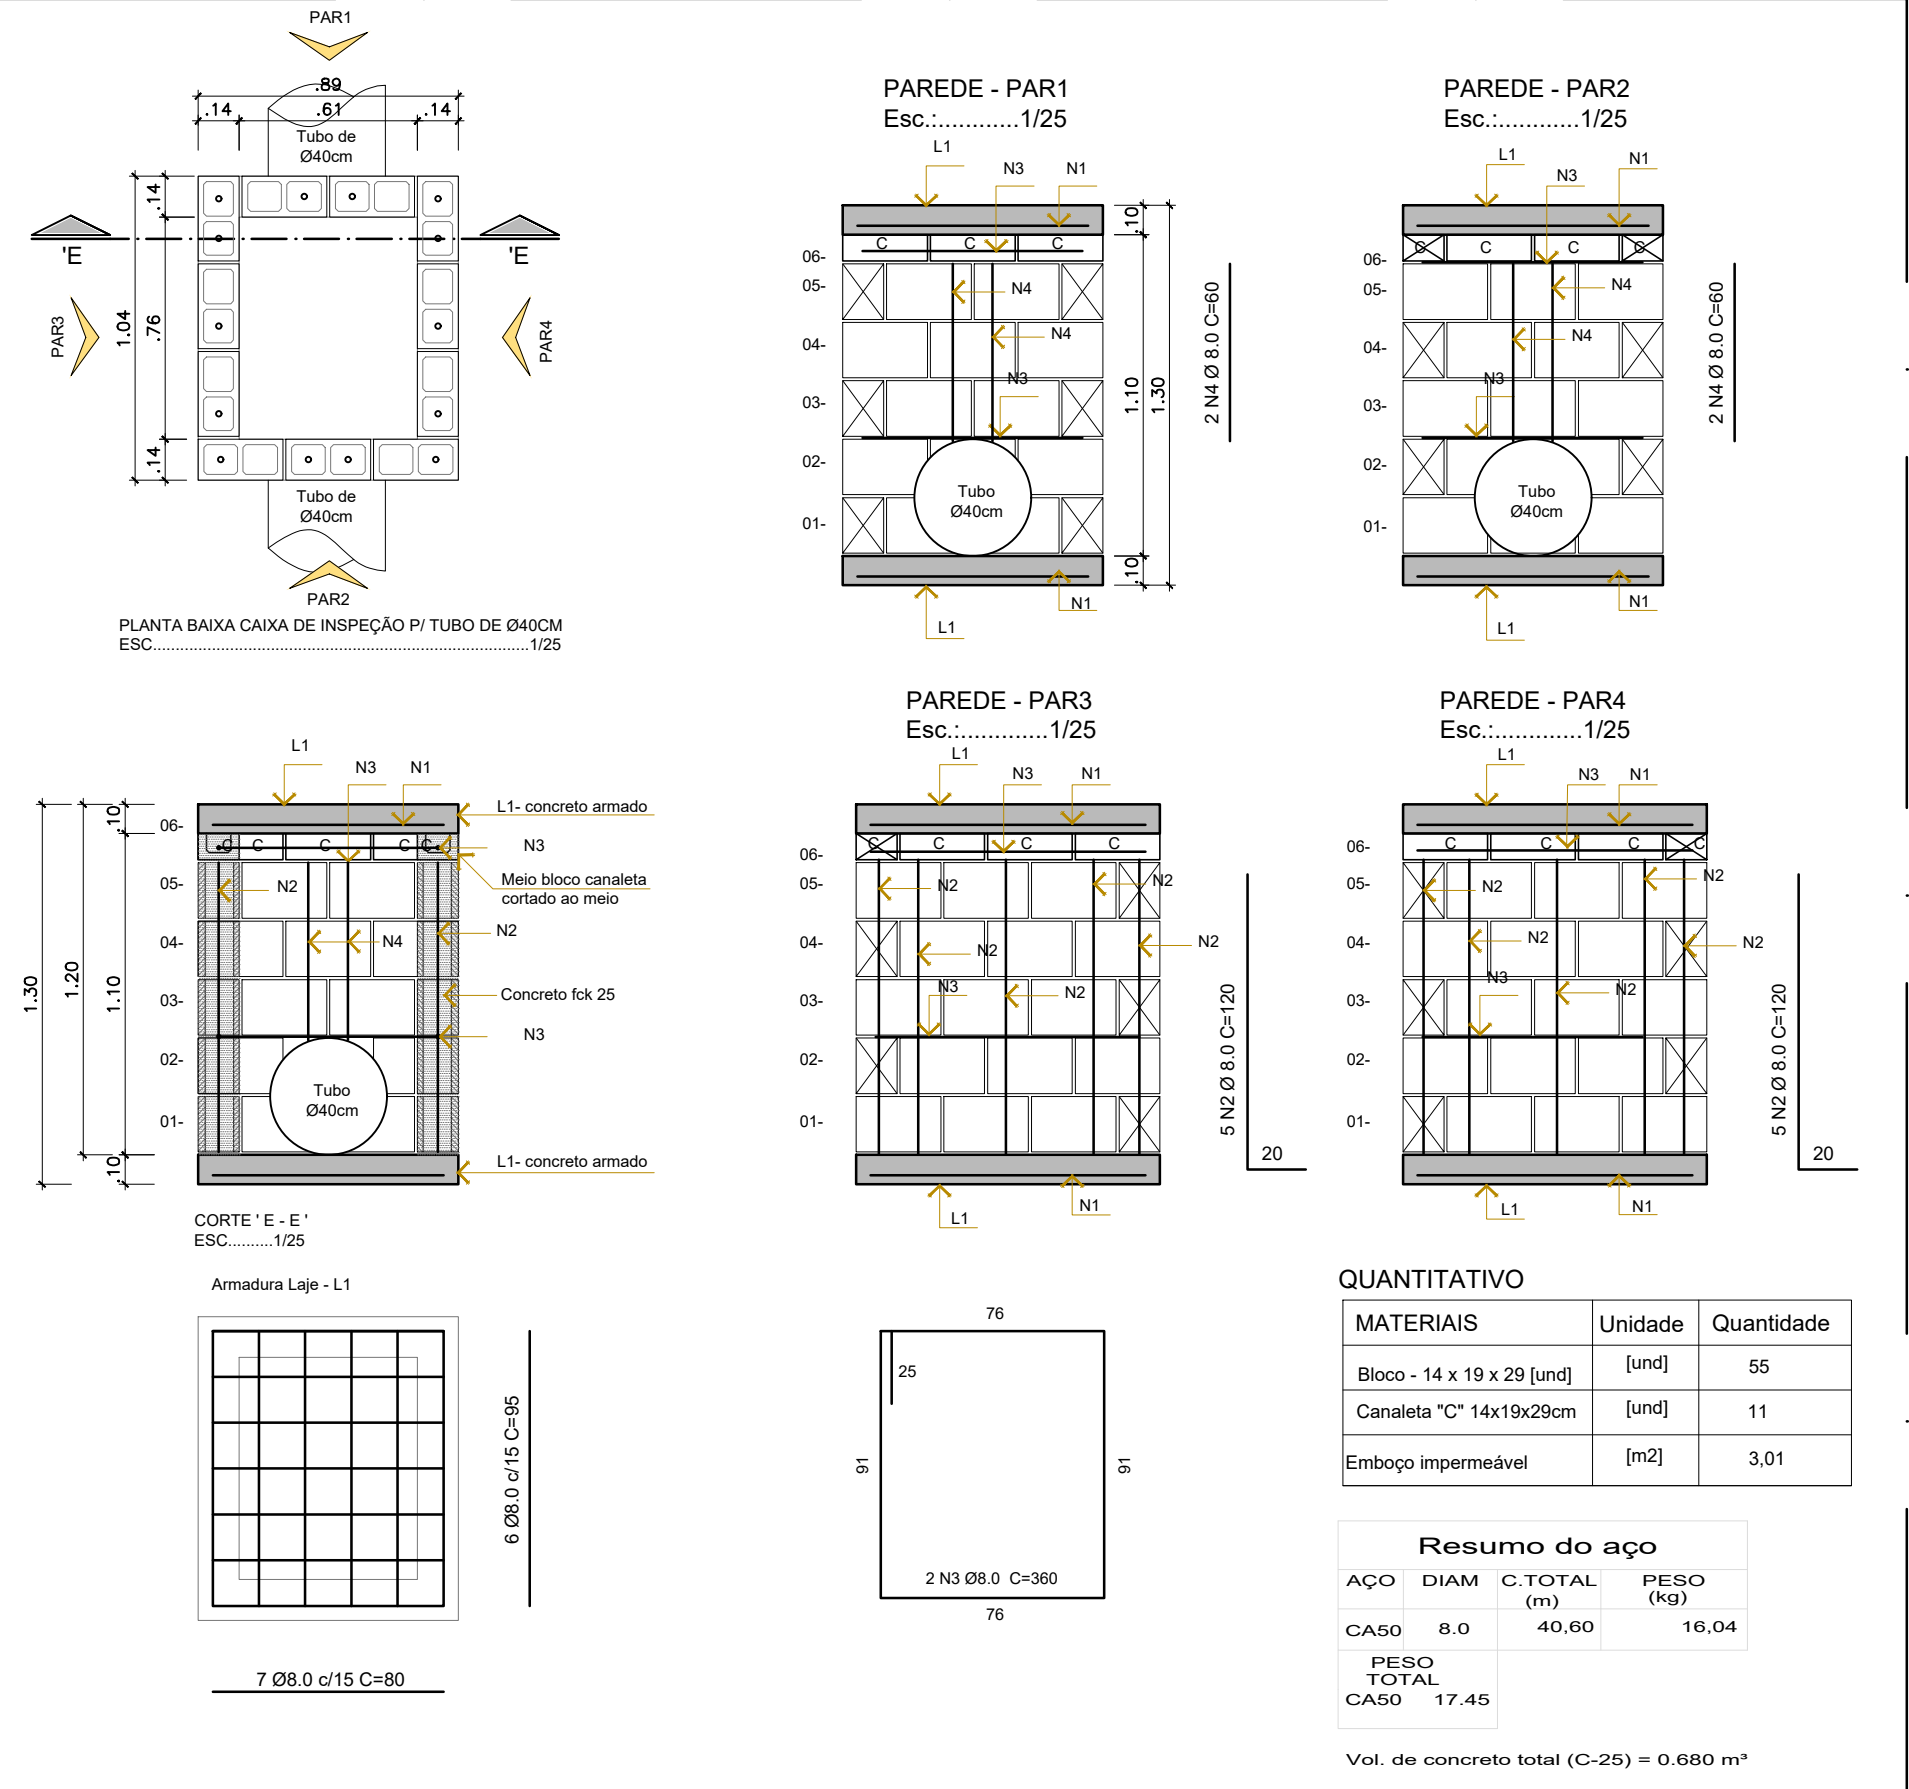 PAR1
.89
.14
.61
.14
Tubo de
Ø40cm
.14
1.04
.76
.14
'E
'E
PAR3
PAR4
Tubo de
Ø40cm
PAR2
PLANTA BAIXA CAIXA DE INSPEÇÃO P/ TUBO DE Ø40CM
ESC...................................................................................1/25
PAREDE - PAR1
Esc.:............1/25
L1
N3
N1
C
C
C
06-
05-
04-
03-
02-
01-
N4
N4
N3
Tubo
Ø40cm
N1
L1
.10
1.10
1.30
.10
2 N4 Ø 8.0 C=60
PAREDE - PAR2
Esc.:............1/25
L1
N3
N1
C
C
C
C
06-
05-
04-
03-
02-
01-
N4
N4
N3
Tubo
Ø40cm
N1
L1
2 N4 Ø 8.0 C=60
L1
N3
N1
L1- concreto armado
N3
Meio bloco canaleta
cortado ao meio
N2
N2
N4
Concreto fck 25
N3
C
C
C
C
C
06-
05-
04-
03-
02-
01-
Tubo
Ø40cm
L1- concreto armado
1.30
1.20
.10
1.10
.10
CORTE ' E - E '
ESC..........1/25
PAREDE - PAR3
Esc.:.............1/25
L1
N3
N1
C
C
C
C
06-
05-
04-
03-
02-
01-
N2
N2
N2
N2
N3
N2
N1
L1
5 N2 Ø 8.0 C=120
20
PAREDE - PAR4
Esc.:.............1/25
L1
N3
N1
C
C
C
C
06-
05-
04-
03-
02-
01-
N2
N2
N2
N2
N3
N2
N1
L1
5 N2 Ø 8.0 C=120
20
Armadura Laje - L1
6 Ø8.0 c/15 C=95
7 Ø8.0 c/15 C=80
76
25
91
91
2 N3 Ø8.0 C=360
76
QUANTITATIVO
MATERIAIS Unidade Quantidade
Bloco - 14 x 19 x 29 [und] [und] 55
Canaleta "C" 14x19x29cm [und] 11
Emboço impermeável [m2] 3,01
Resumo do aço
AÇO DIAM C.TOTAL PESO
(m) (kg)
CA50 8.0 40,60 16,04
PESO
TOTAL
CA50 17.45
Vol. de concreto total (C-25) = 0.680 m³